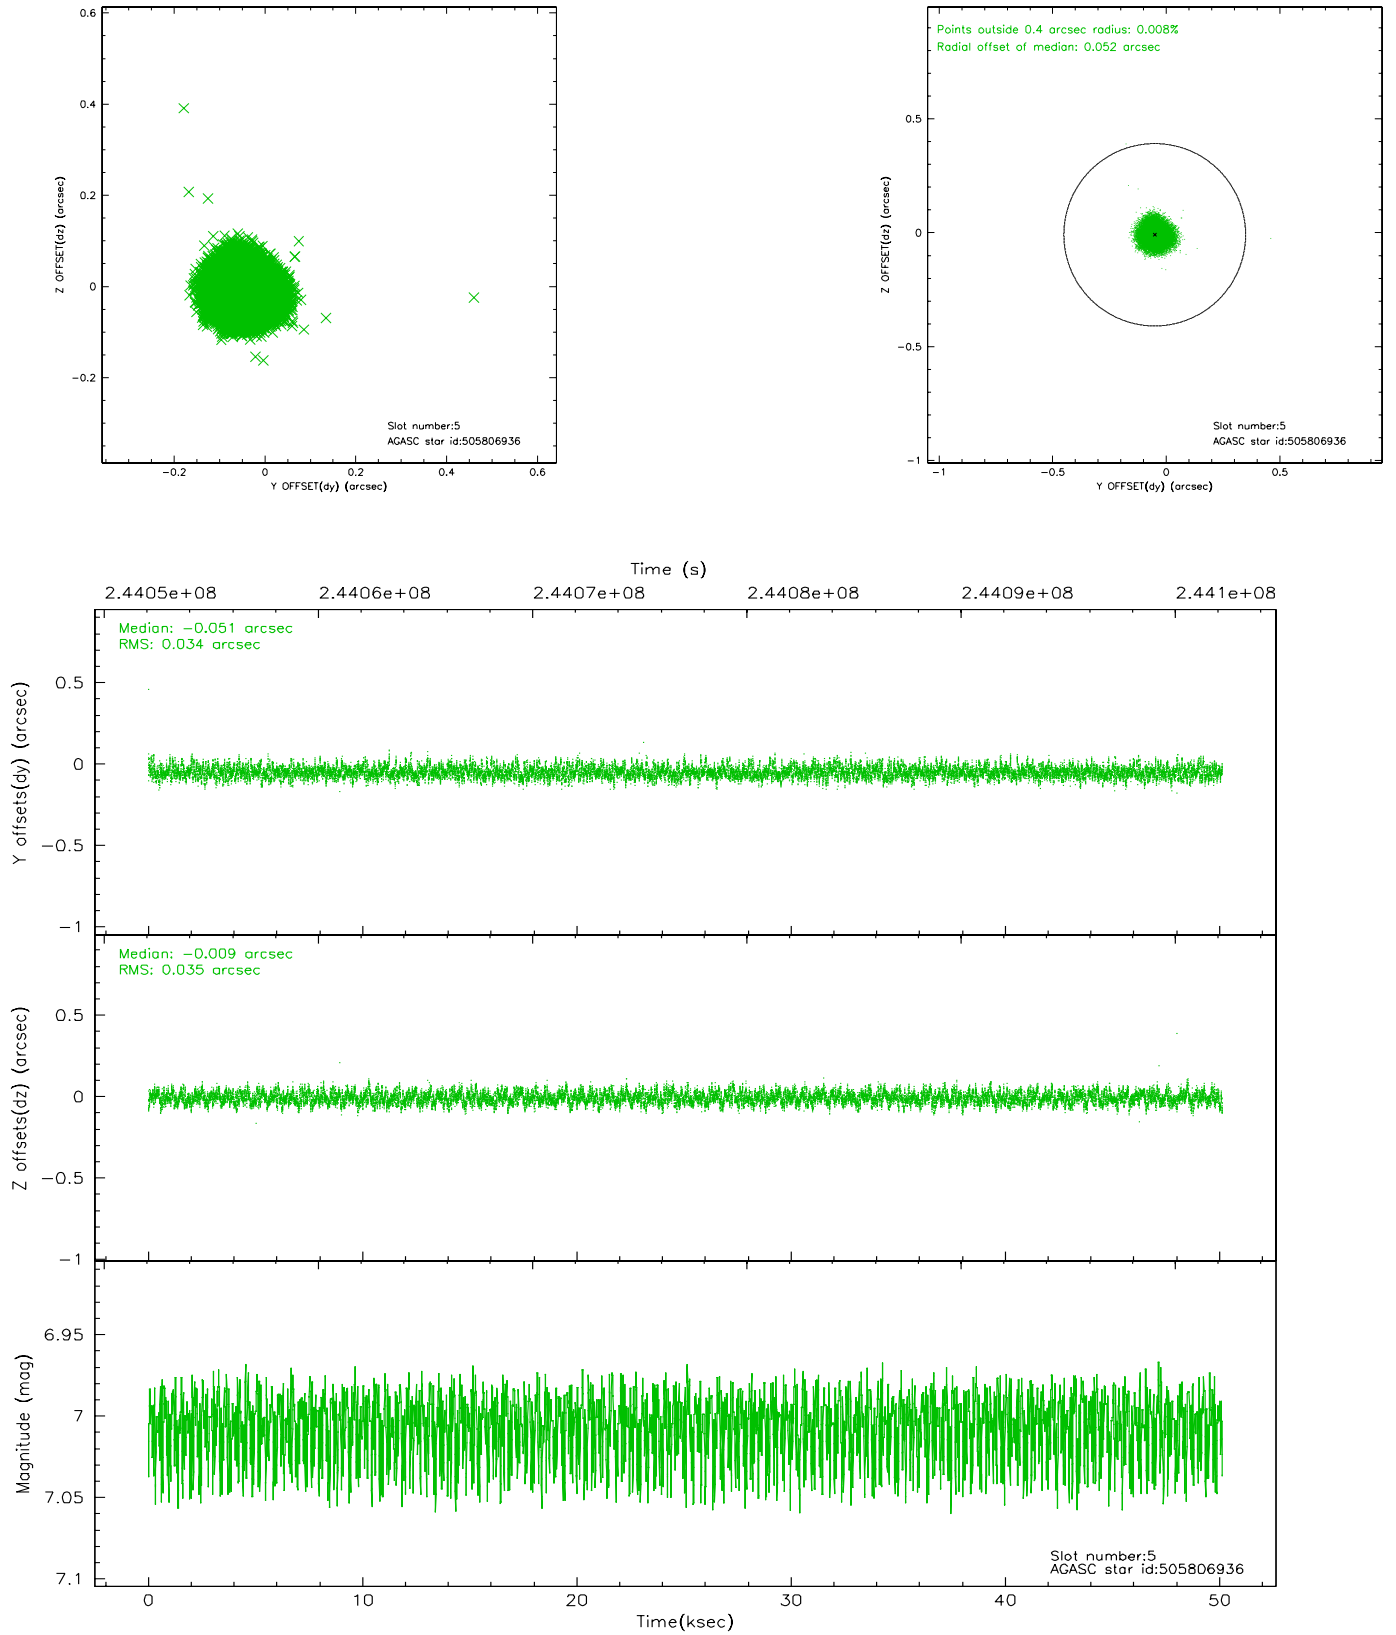 0.6
0.4
0.2
0
−0.2
Z OFFSET(dz) (arcsec)
Slot number:5
AGASC star id:505806936
−0.2 0 0.2 0.4 0.6
Y OFFSET(dy) (arcsec)
Points outside 0.4 arcsec radius: 0.008%
Radial offset of median: 0.052 arcsec
0.5
0
−0.5
−1
Z OFFSET(dz) (arcsec)
Slot number:5
AGASC star id:505806936
−1 −0.5 0 0.5
Y OFFSET(dy) (arcsec)
Time (s)
2.4405e+08 2.4406e+08 2.4407e+08 2.4408e+08 2.4409e+08 2.441e+08
Median: −0.051 arcsec
RMS: 0.034 arcsec
0.5
0
−0.5
−1
Y offsets(dy) (arcsec)
Median: −0.009 arcsec
RMS: 0.035 arcsec
0.5
0
−0.5
−1
Z offsets(dz) (arcsec)
6.95
7
7.05
7.1
Magnitude (mag)
Slot number:5
AGASC star id:505806936
0 10 20 30 40 50
Time(ksec)